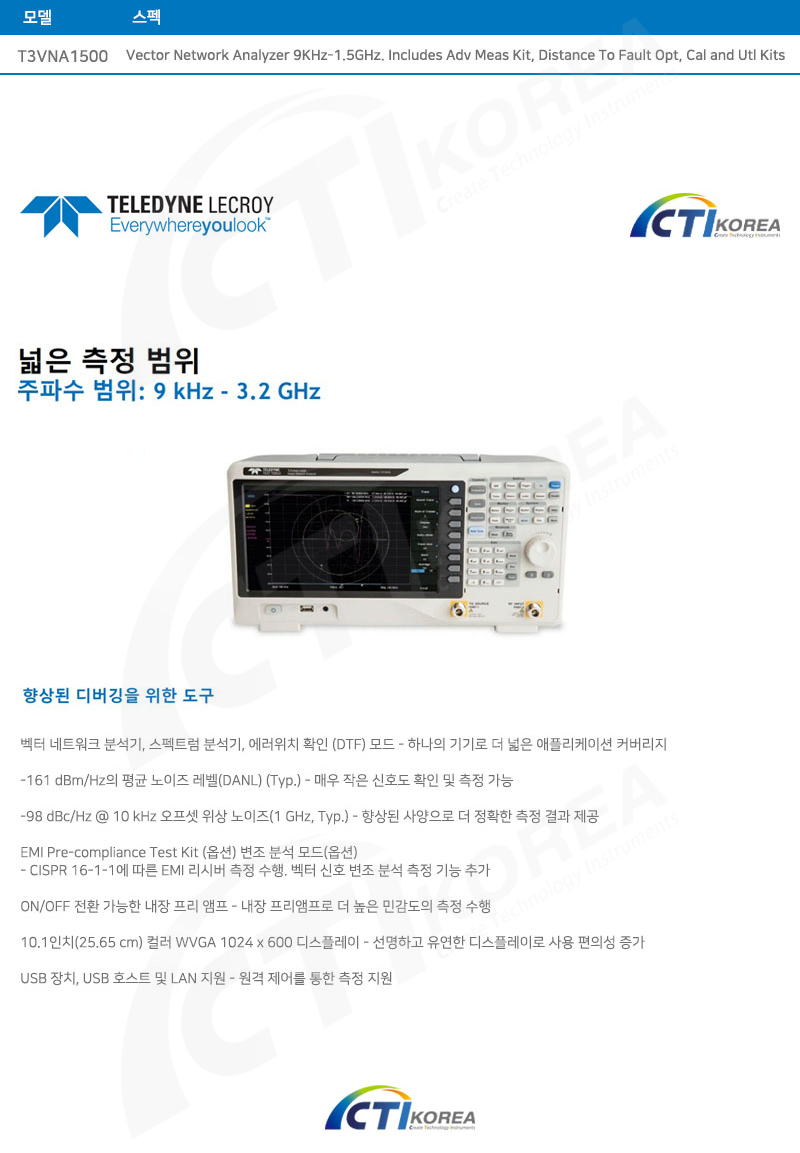 모델 스펙
T3VNA1500 Vector Network Analyzer 9KHz-1.5GHz. Includes Adv Meas Kit, Distance To Fault Opt, Cal and Utl Kits
CTI KOREA
Create Technology Instruments
TELEDYNE LECROY
Everywhereyoulook™
CTI KOREA
Create Technology Instruments
넓은 측정 범위
주파수 범위: 9 kHz - 3.2 GHz
향상된 디버깅을 위한 도구
벡터 네트워크 분석기, 스펙트럼 분석기, 에러위치 확인 (DTF) 모드 - 하나의 기기로 더 넓은 애플리케이션 커버리지
-161 dBm/Hz의 평균 노이즈 레벨(DANL) (Typ.) - 매우 작은 신호도 확인 및 측정 가능
-98 dBc/Hz @ 10 kHz 오프셋 위상 노이즈(1 GHz, Typ.) - 향상된 사양으로 더 정확한 측정 결과 제공
EMI Pre-compliance Test Kit (옵션) 변조 분석 모드(옵션)
- CISPR 16-1-1에 따른 EMI 리시버 측정 수행. 벡터 신호 변조 분석 측정 기능 추가
ON/OFF 전환 가능한 내장 프리 앰프 - 내장 프리앰프로 더 높은 민감도의 측정 수행
10.1인치(25.65 cm) 컬러 WVGA 1024 x 600 디스플레이 - 선명하고 유연한 디스플레이로 사용 편의성 증가
USB 장치, USB 호스트 및 LAN 지원 - 원격 제어를 통한 측정 지원
CTI KOREA
Create Technology Instruments